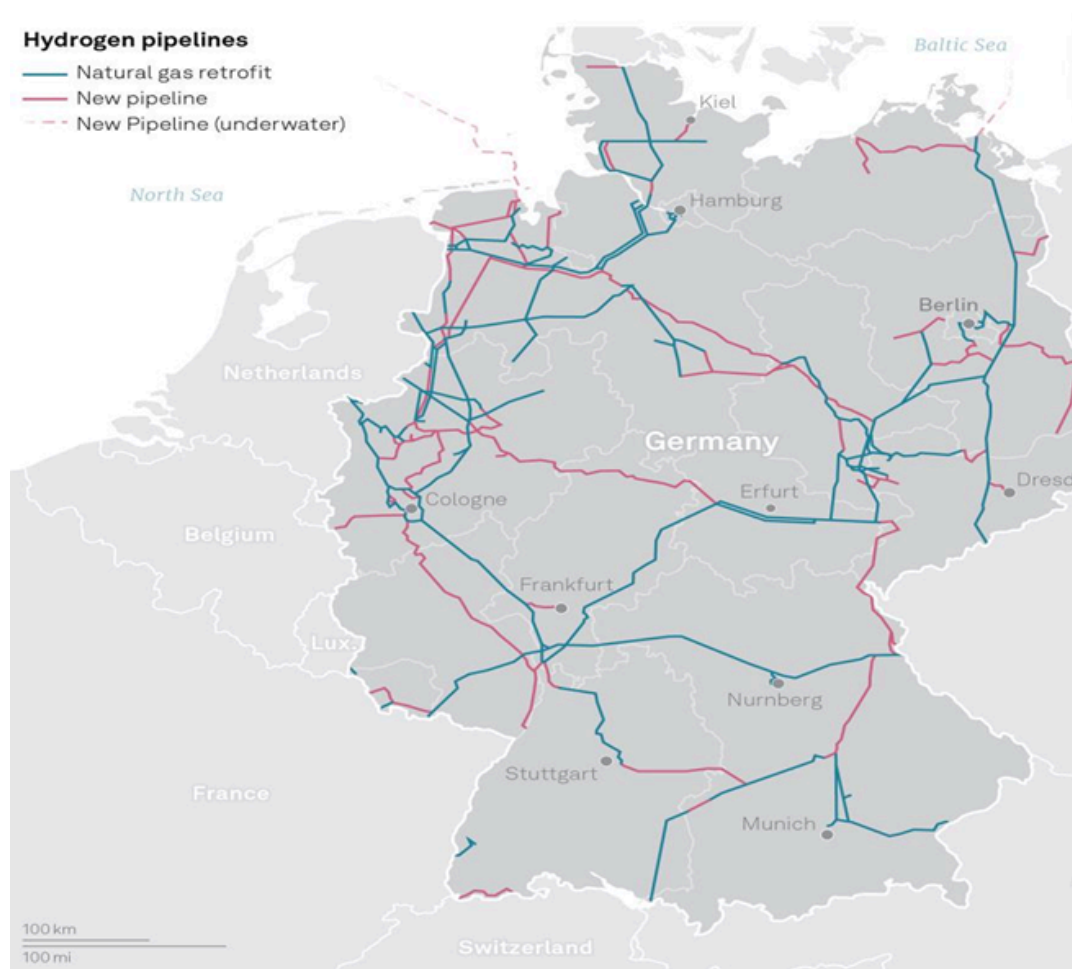 Hydrogen pipelines
Natural gas retrofit
New pipeline
New Pipeline (underwater)
Baltic Sea
Kiel
North Sea
Hamburg
Berlin
Netherlands
Germany
Erfurt
Dresd
Cologne
Belgium
Frankfurt
Lux.
Nurnberg
Stuttgart
France
Munich
100 km
100 mi
Switzerland